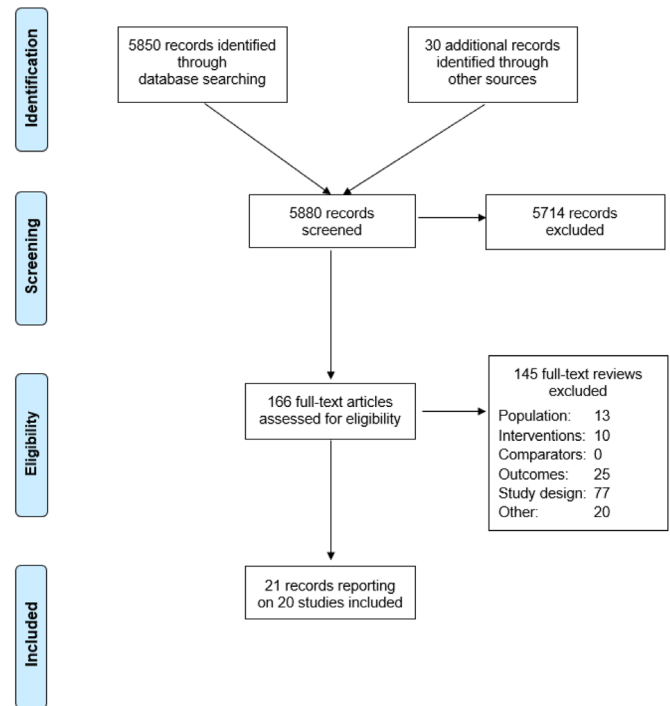 Identification
5850 records identified
through
database searching
30 additional records
identified through
other sources
Screening
5880 records
screened
5714 records
excluded
Eligibility
166 full-text articles
assessed for eligibility
145 full-text reviews
excluded
Population: 13
Interventions: 10
Comparators: 0
Outcomes: 25
Study design: 77
Other: 20
Included
21 records reporting
on 20 studies included